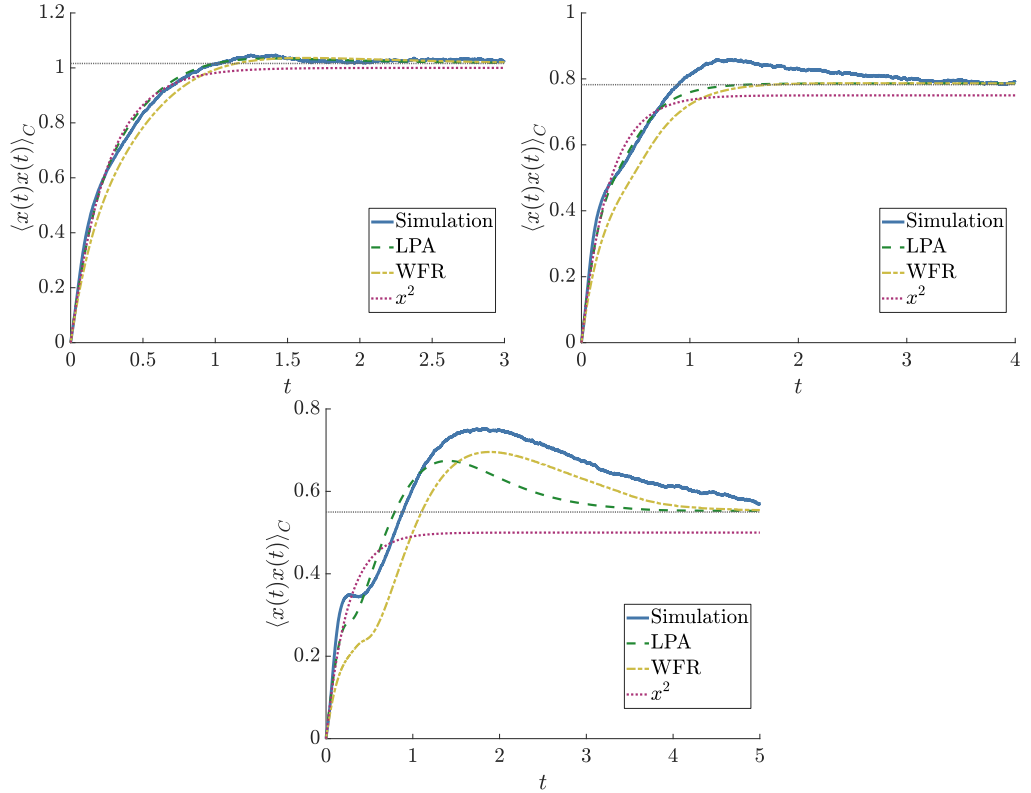 1.2
1
0.8
0.6
0.4
0.2
0
⟨x(t)x(t)⟩_C
0 0.5 1 1.5 2 2.5 3
t
Simulation
LPA
WFR
x²
1
0.8
0.6
0.4
0.2
0
⟨x(t)x(t)⟩_C
0 1 2 3 4
t
Simulation
LPA
WFR
x²
0.8
0.6
0.4
0.2
0
⟨x(t)x(t)⟩_C
0 1 2 3 4 5
t
Simulation
LPA
WFR
x²